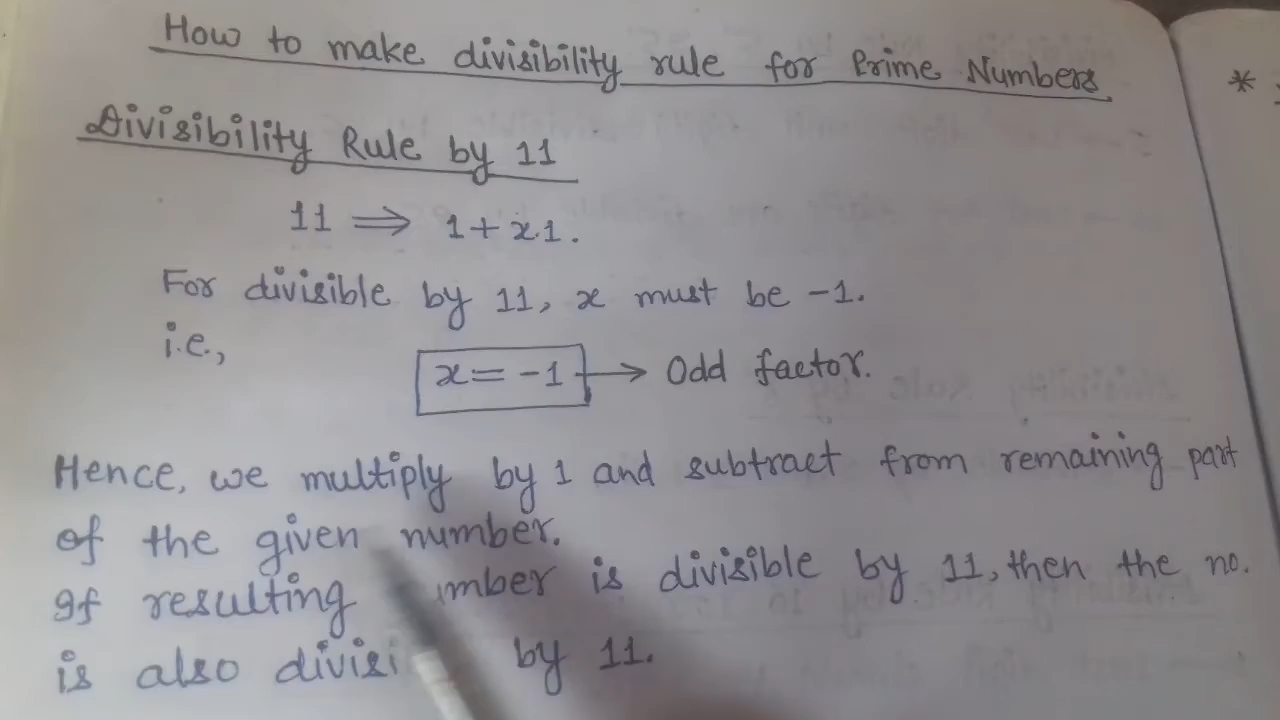 How to make divisibility rule for Prime Numbers
Divisibility Rule by 11
11 ⟹ 1+x.1.
For divisible by 11, x must be -1.
i.e.,
x = -1 → Odd factor.
Hence, we multiply by 1 and subtract from remaining part
of the given number.
If resulting is divisible by 11, then the no.
is also by 11.
*